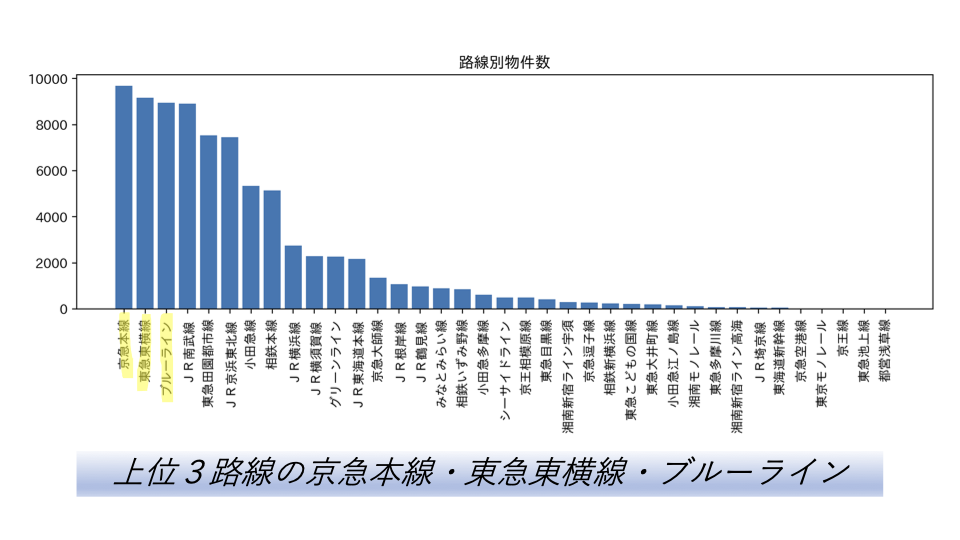 路線別物件数
10000
8000
6000
4000
2000
0
京急本線
東急東横線
ブルーライン
ＪＲ南武線
東急田園都市線
ＪＲ京浜東北線
小田急線
相鉄本線
ＪＲ横浜線
ＪＲ横須賀線
グリーンライン
ＪＲ東海道本線
京急大師線
ＪＲ根岸線
ＪＲ鶴見線
みなとみらい線
相鉄いずみ野線
小田急多摩線
シーサイドライン
京王相模原線
東急目黒線
湘南新宿ライン宇須
京急逗子線
相鉄新横浜線
東急こどもの国線
東急大井町線
小田急江ノ島線
湘南モノレール
東急多摩川線
湘南新宿ライン高海
ＪＲ埼京線
東海道新幹線
京急空港線
東京モノレール
京王線
東急池上線
都営浅草線
上位３路線の京急本線・東急東横線・ブルーライン